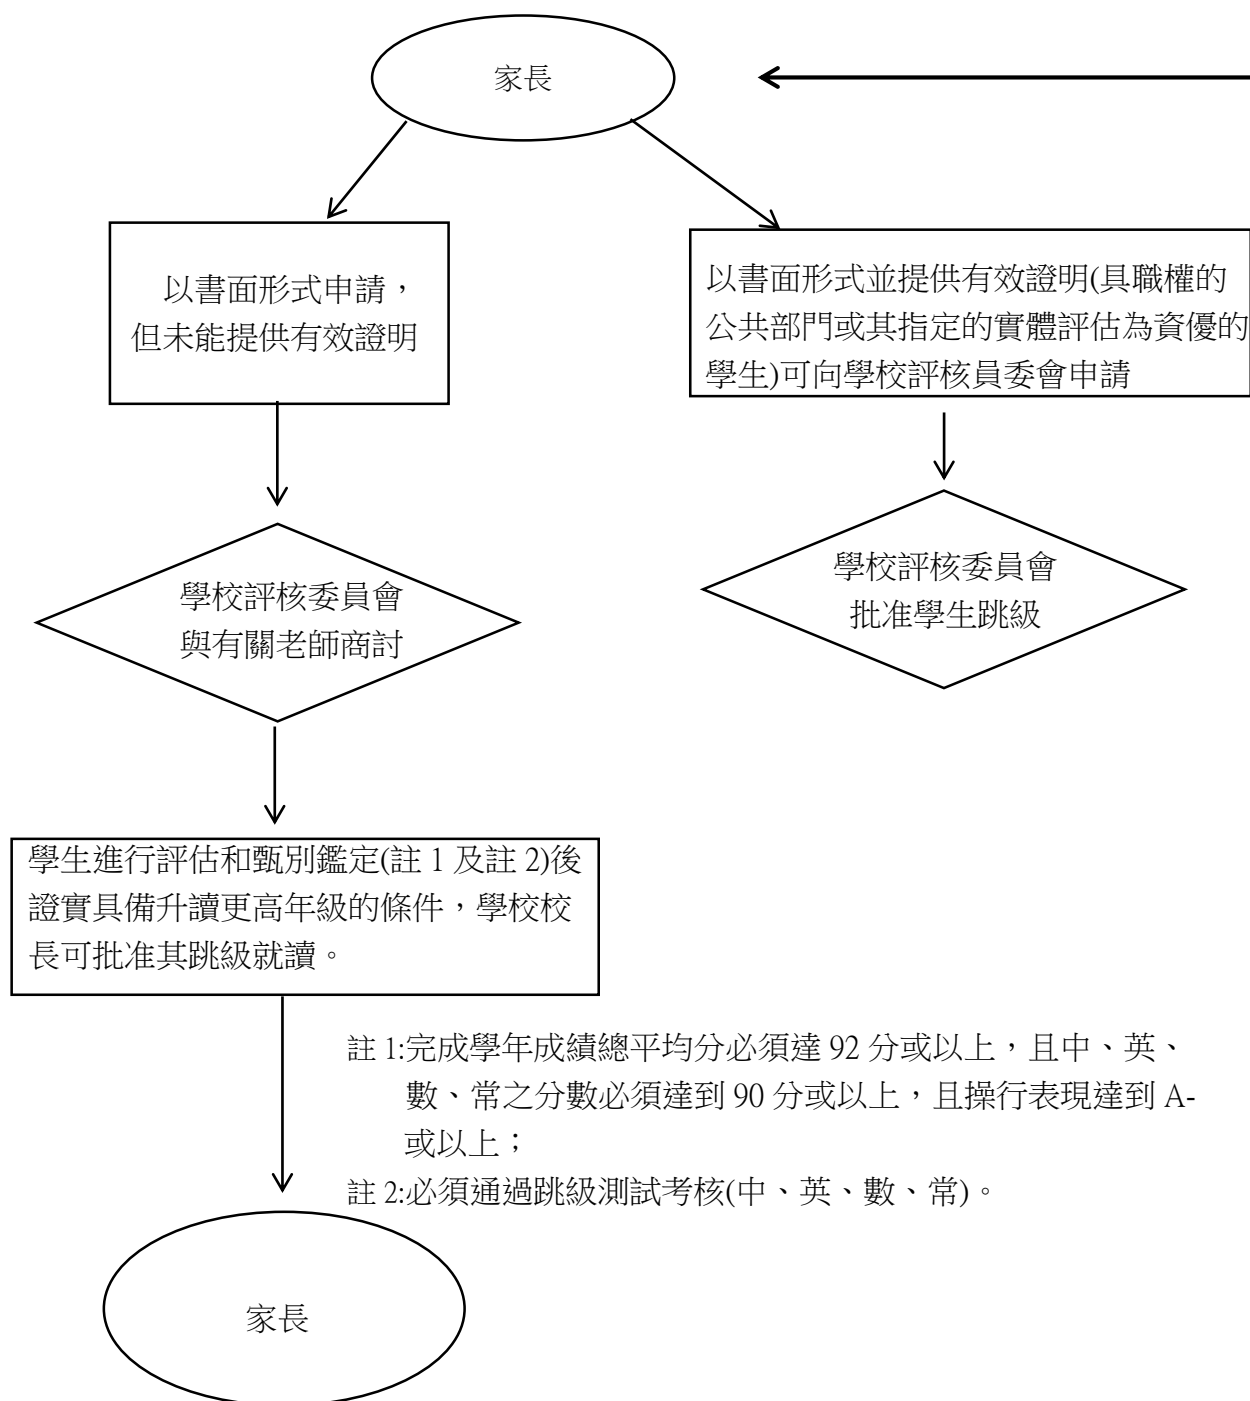 家長
以書面形式申請，
但未能提供有效證明
以書面形式並提供有效證明(具職權的
公共部門或其指定的實體評估為資優的
學生)可向學校評核員委會申請
學校評核委員會
與有關老師商討
學校評核委員會
批准學生跳級
學生進行評估和甄別鑑定(註 1 及註 2)後
證實具備升讀更高年級的條件，學校校
長可批准其跳級就讀。
註 1:完成學年成績總平均分必須達 92 分或以上，且中、英、
數、常之分數必須達到 90 分或以上，且操行表現達到 A-
或以上；
註 2:必須通過跳級測試考核(中、英、數、常)。
家長